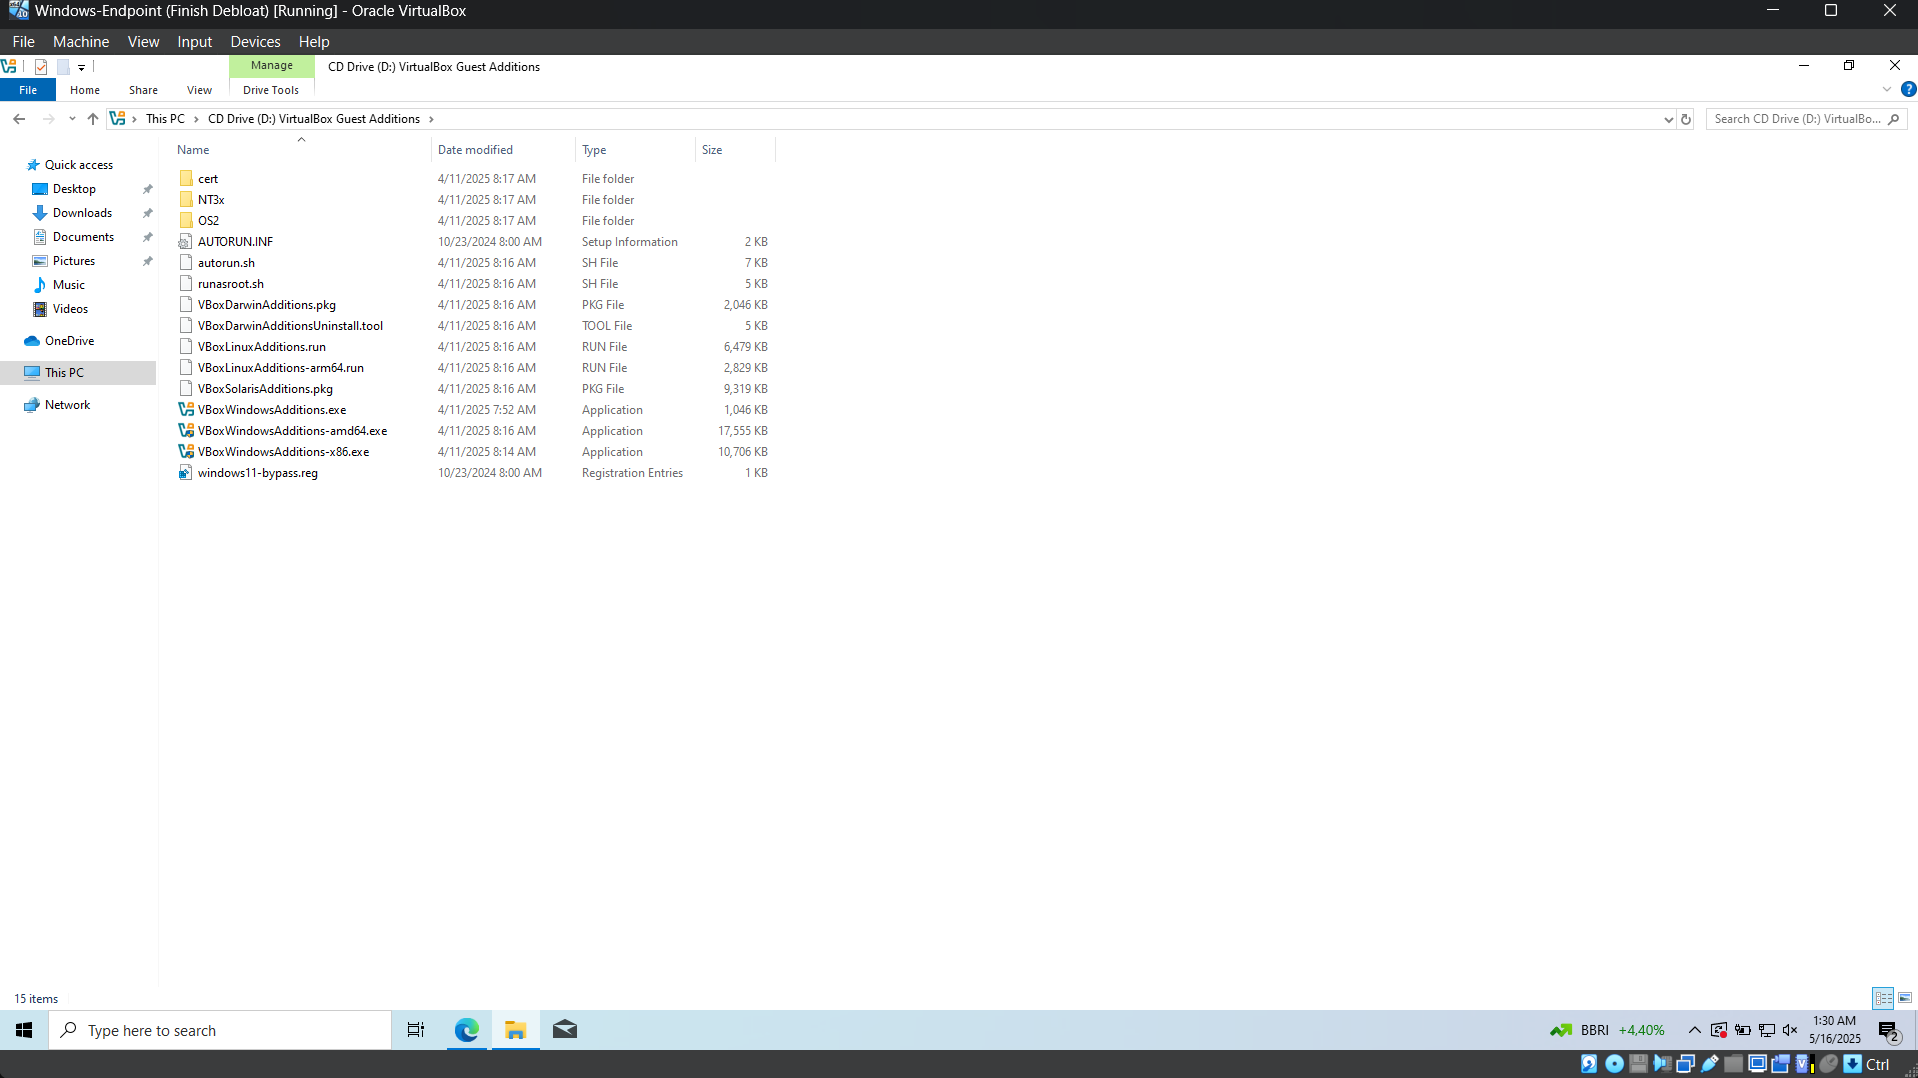 Windows-Endpoint (Finish Debloat) [Running] - Oracle VirtualBox
File Machine View Input Devices Help
Manage CD Drive (D:) VirtualBox Guest Additions
File Home Share View Drive Tools
This PC > CD Drive (D:) VirtualBox Guest Additions >
Search CD Drive (D:) VirtualBo...
Quick access
Desktop
Downloads
Documents
Pictures
Music
Videos
OneDrive
This PC
Network
Name Date modified Type Size
cert 4/11/2025 8:17 AM File folder
NT3x 4/11/2025 8:17 AM File folder
OS2 4/11/2025 8:17 AM File folder
AUTORUN.INF 10/23/2024 8:00 AM Setup Information 2 KB
autorun.sh 4/11/2025 8:16 AM SH File 7 KB
runasroot.sh 4/11/2025 8:16 AM SH File 5 KB
VBoxDarwinAdditions.pkg 4/11/2025 8:16 AM PKG File 2,046 KB
VBoxDarwinAdditionsUninstall.tool 4/11/2025 8:16 AM TOOL File 5 KB
VBoxLinuxAdditions.run 4/11/2025 8:16 AM RUN File 6,479 KB
VBoxLinuxAdditions-arm64.run 4/11/2025 8:16 AM RUN File 2,829 KB
VBoxSolarisAdditions.pkg 4/11/2025 8:16 AM PKG File 9,319 KB
VBoxWindowsAdditions.exe 4/11/2025 7:52 AM Application 1,046 KB
VBoxWindowsAdditions-amd64.exe 4/11/2025 8:16 AM Application 17,555 KB
VBoxWindowsAdditions-x86.exe 4/11/2025 8:14 AM Application 10,706 KB
windows11-bypass.reg 10/23/2024 8:00 AM Registration Entries 1 KB
15 items
Type here to search
BBRI +4,40%
1:30 AM
5/16/2025
2
Ctrl